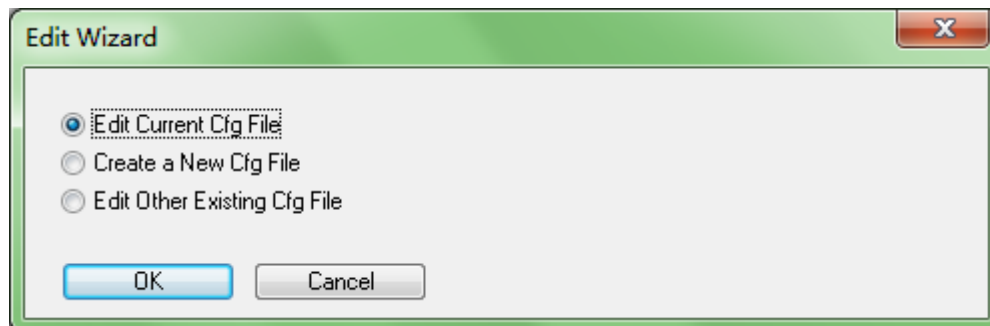 Edit Wizard
Edit Current Cfg File
Create a New Cfg File
Edit Other Existing Cfg File
OK Cancel